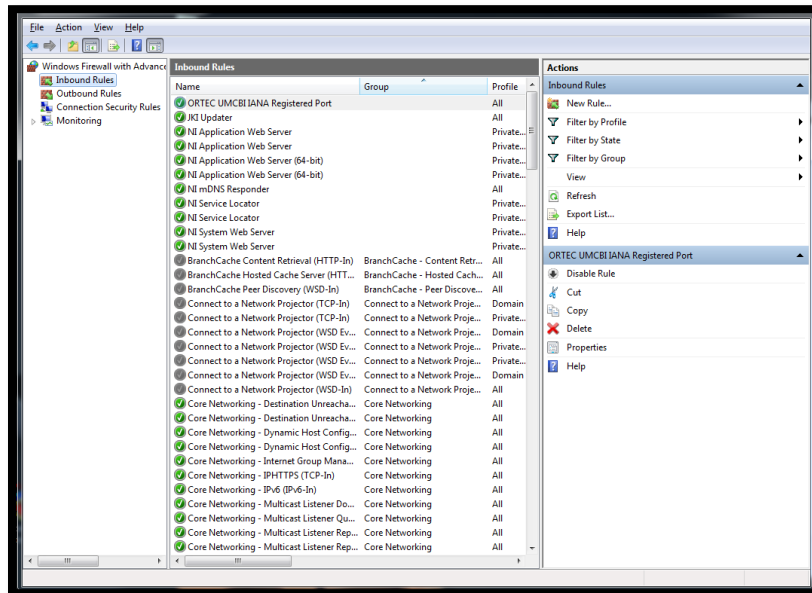 File Action View Help
Windows Firewall with Advance
Inbound Rules
Outbound Rules
Connection Security Rules
Monitoring
Inbound Rules
Name Group Profile
ORTEC UMCBI IANA Registered Port All
JKI Updater All
NI Application Web Server Private...
NI Application Web Server Private...
NI Application Web Server (64-bit) Private...
NI Application Web Server (64-bit) Private...
NI mDNS Responder All
NI Service Locator Private...
NI Service Locator Private...
NI System Web Server Private...
NI System Web Server Private...
BranchCache Content Retrieval (HTTP-In) BranchCache - Content Retr... All
BranchCache Hosted Cache Server (HTT... BranchCache - Hosted Cach... All
BranchCache Peer Discovery (WSD-In) BranchCache - Peer Discove... All
Connect to a Network Projector (TCP-In) Connect to a Network Proje... Domain
Connect to a Network Projector (TCP-In) Connect to a Network Proje... Private...
Connect to a Network Projector (WSD Ev... Connect to a Network Proje... Domain
Connect to a Network Projector (WSD Ev... Connect to a Network Proje... Private...
Connect to a Network Projector (WSD Ev... Connect to a Network Proje... Private...
Connect to a Network Projector (WSD Ev... Connect to a Network Proje... Domain
Connect to a Network Projector (WSD-In) Connect to a Network Proje... All
Core Networking - Destination Unreacha... Core Networking All
Core Networking - Destination Unreacha... Core Networking All
Core Networking - Dynamic Host Config... Core Networking All
Core Networking - Dynamic Host Config... Core Networking All
Core Networking - Internet Group Mana... Core Networking All
Core Networking - IPHTTPS (TCP-In) Core Networking All
Core Networking - IPv6 (IPv6-In) Core Networking All
Core Networking - Multicast Listener Do... Core Networking All
Core Networking - Multicast Listener Qu... Core Networking All
Core Networking - Multicast Listener Rep... Core Networking All
Core Networking - Multicast Listener Rep... Core Networking All
Actions
Inbound Rules
New Rule...
Filter by Profile
Filter by State
Filter by Group
View
Refresh
Export List...
Help
ORTEC UMCBI IANA Registered Port
Disable Rule
Cut
Copy
Delete
Properties
Help